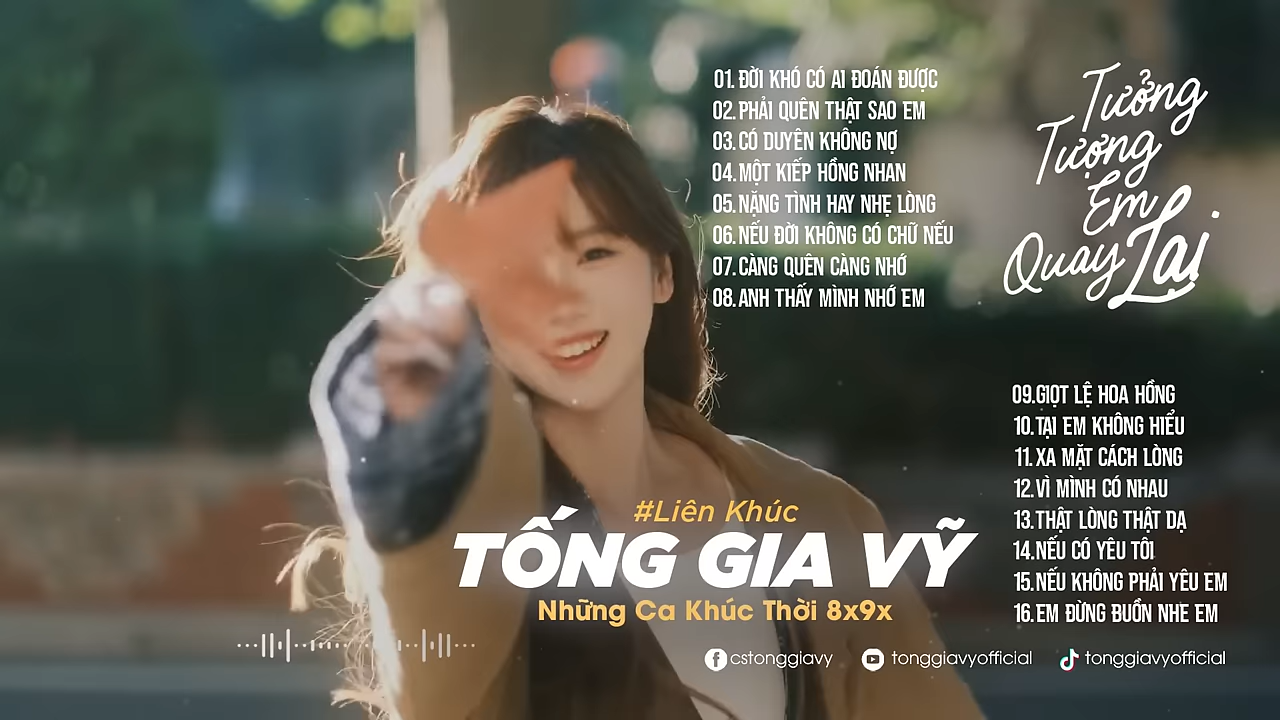 01. ĐỜI KHÓ CÓ AI ĐOÁN ĐƯỢC
02. PHẢI QUÊN THẬT SAO EM
03. CÓ DUYÊN KHÔNG NỢ
04. MỘT KIẾP HỒNG NHAN
05. NẶNG TÌNH HAY NHẸ LÒNG
06. NẾU ĐỜI KHÔNG CÓ CHỮ NẾU
07. CÀNG QUÊN CÀNG NHỚ
08. ANH THẤY MÌNH NHỚ EM
Tưởng
Tượng
Em
Quay Lại
09. GIỌT LỆ HOA HỒNG
10. TẠI EM KHÔNG HIỂU
11. XA MẶT CÁCH LÒNG
12. VÌ MÌNH CÓ NHAU
13. THẬT LÒNG THẬT DẠ
14. NẾU CÓ YÊU TÔI
15. NẾU KHÔNG PHẢI YÊU EM
16. EM ĐỪNG BUỒN NHÉ EM
#Liên Khúc
TỐNG GIA VỸ
Những Ca Khúc Thời 8x9x
cstonggiavy
tonggiavyofficial
tonggiavyofficial